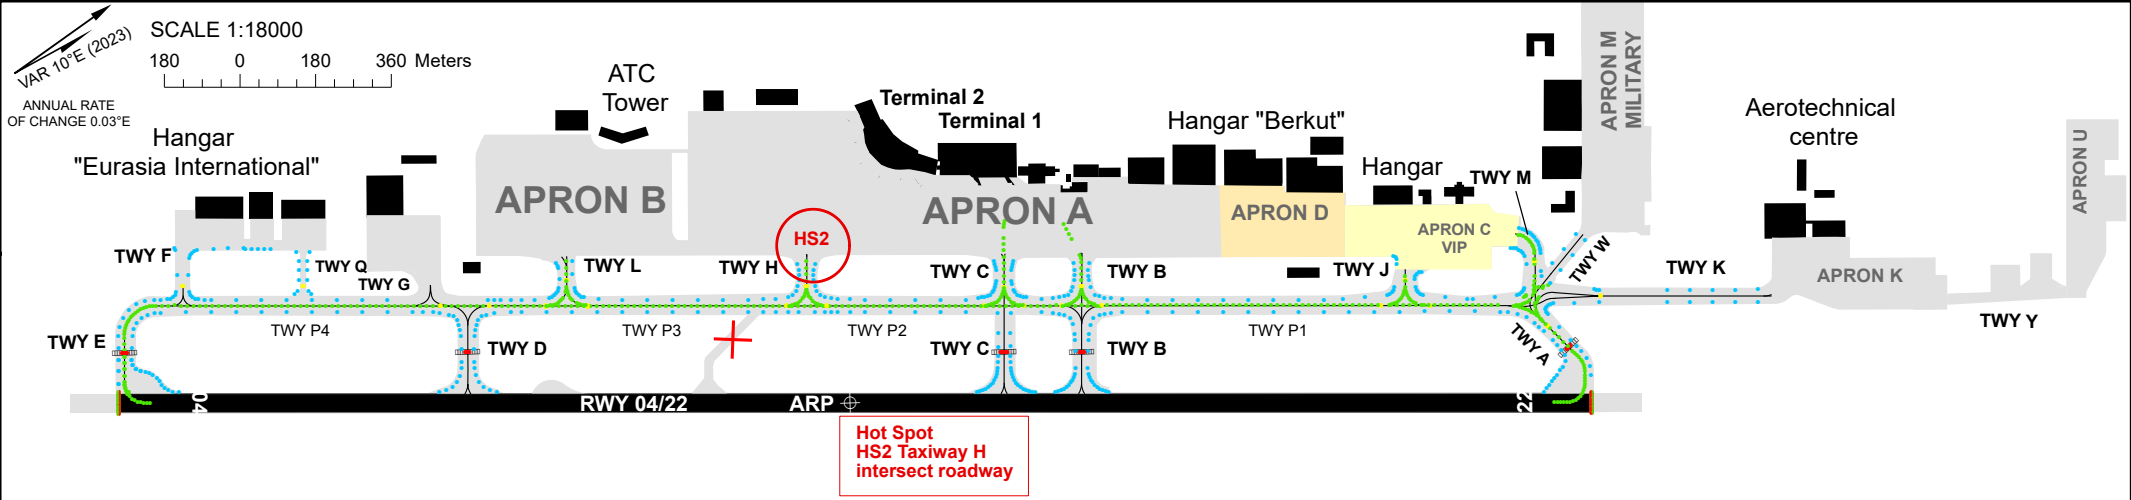 SCALE 1:18000
180 0 180 360 Meters
VAR 10°E (2023)
ANNUAL RATE
OF CHANGE 0.03°E
Hangar
"Eurasia International"
ATC
Tower
Terminal 2
Terminal 1
Hangar "Berkut"
Hangar
TWY M
APRON M
MILITARY
Aerotechnical
centre
APRON U
APRON B
APRON A
APRON D
APRON C
VIP
HS2
TWY F
TWY Q
TWY G
TWY L
TWY H
TWY C
TWY B
TWY J
TWY W
TWY K
APRON K
TWY Y
TWY E
TWY P4
TWY D
TWY P3
TWY P2
TWY C
TWY B
TWY P1
TWY A
04
RWY 04/22
ARP
22
Hot Spot
HS2 Taxiway H
intersect roadway